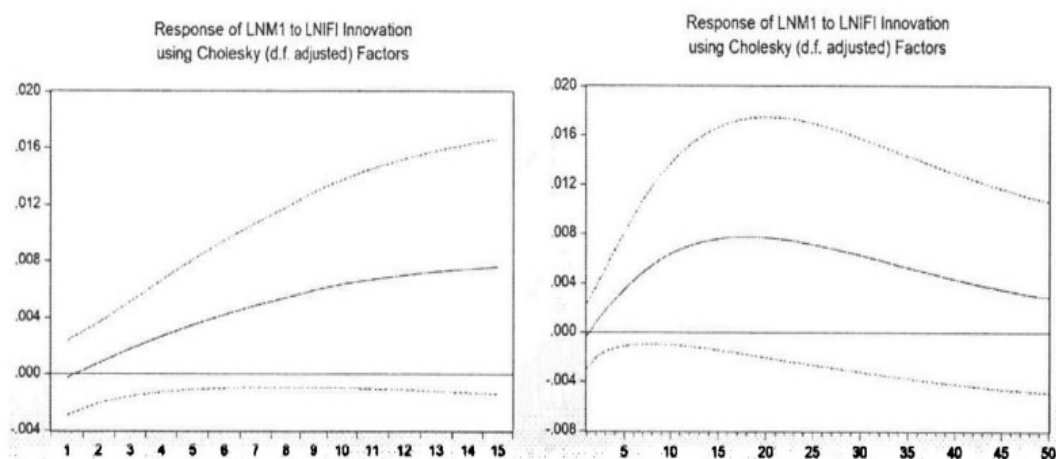 Response of LNM1 to LNIFI Innovation
using Cholesky (d.f. adjusted) Factors
.020
.016
.012
.008
.004
.000
-.004
1 2 3 4 5 6 7 8 9 10 11 12 13 14 15
Response of LNM1 to LNIFI Innovation
using Cholesky (d.f. adjusted) Factors
.020
.016
.012
.008
.004
.000
-.004
-.008
5 10 15 20 25 30 35 40 45 50